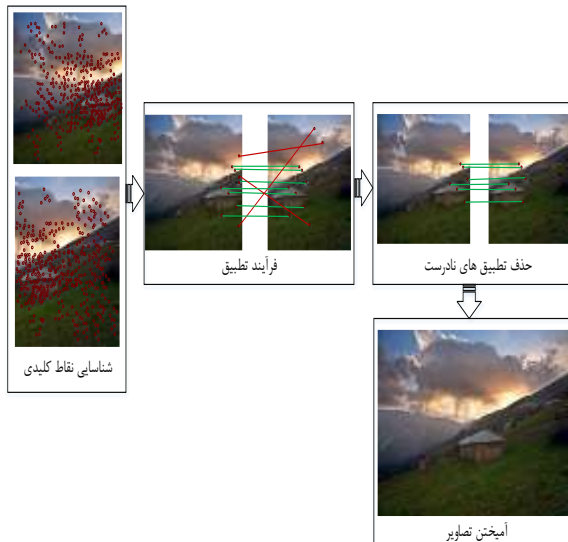 شناسایی نقاط کلیدی
فرآیند تطبیق
حذف تطبیق های نادرست
آمیختن تصاویر